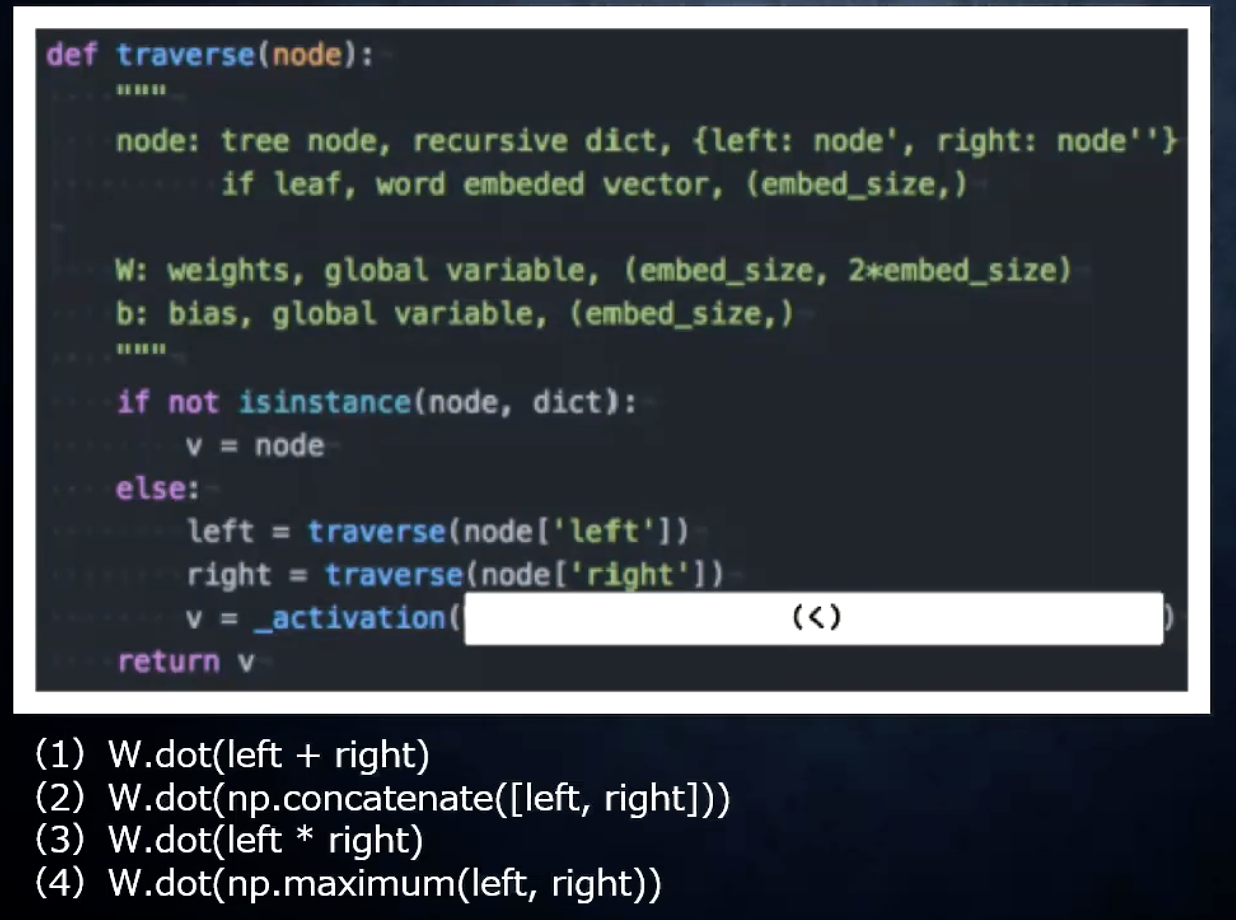 def traverse(node):
"""
node: tree node, recursive dict, {left: node', right: node''}
if leaf, word embeded vector, (embed_size,)
W: weights, global variable, (embed_size, 2*embed_size)
b: bias, global variable, (embed_size,)
"""
if not isinstance(node, dict):
v = node
else:
left = traverse(node['left'])
right = traverse(node['right'])
v = _activation( (く) )
return v
(1) W.dot(left + right)
(2) W.dot(np.concatenate([left, right]))
(3) W.dot(left * right)
(4) W.dot(np.maximum(left, right))